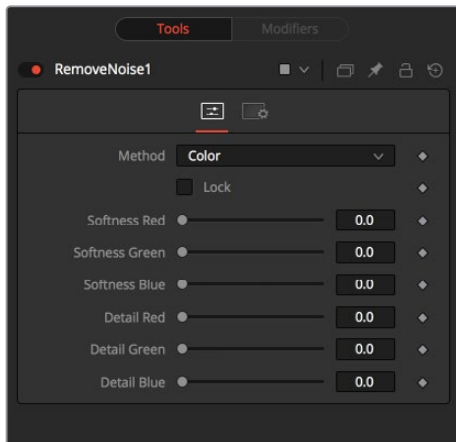 Tools Modifiers
RemoveNoise1
Method Color
Lock
Softness Red 0.0
Softness Green 0.0
Softness Blue 0.0
Detail Red 0.0
Detail Green 0.0
Detail Blue 0.0